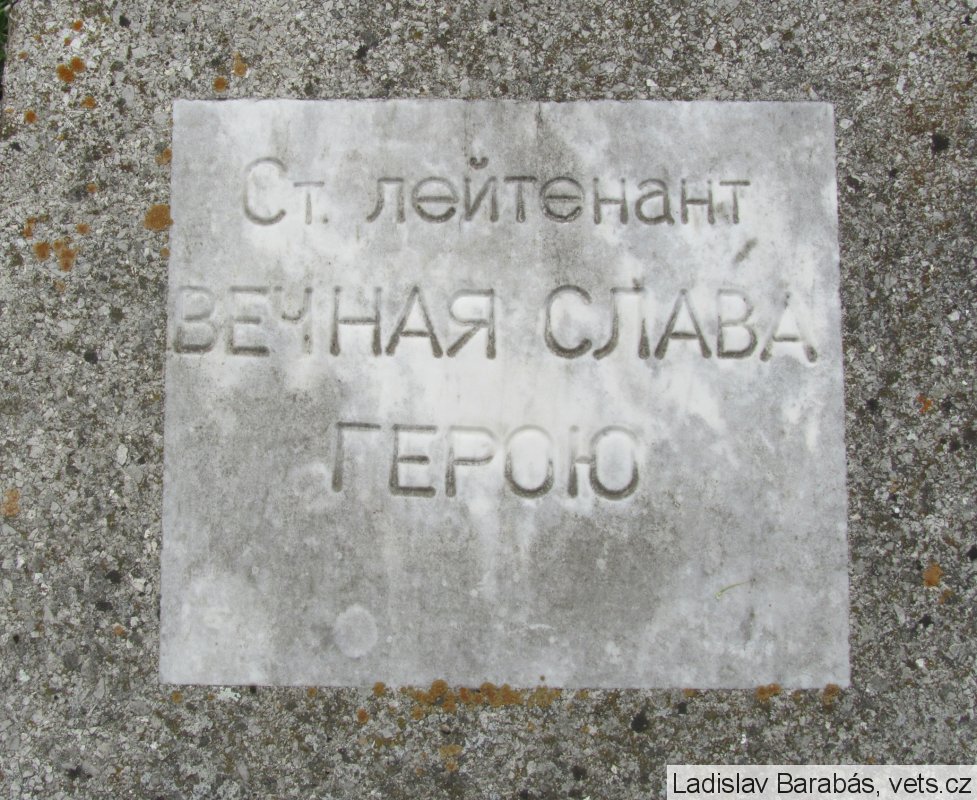 Ст. лейтенант
ВЕЧНАЯ СЛАВА
ГЕРОЮ
Ladislav Barabás, vets.cz